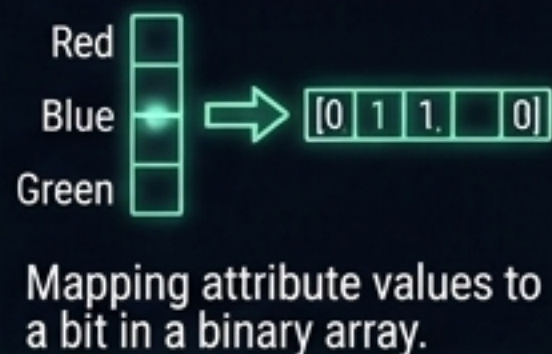 Red
Blue
Green
[0 1 1. 0]
Mapping attribute values to
a bit in a binary array.